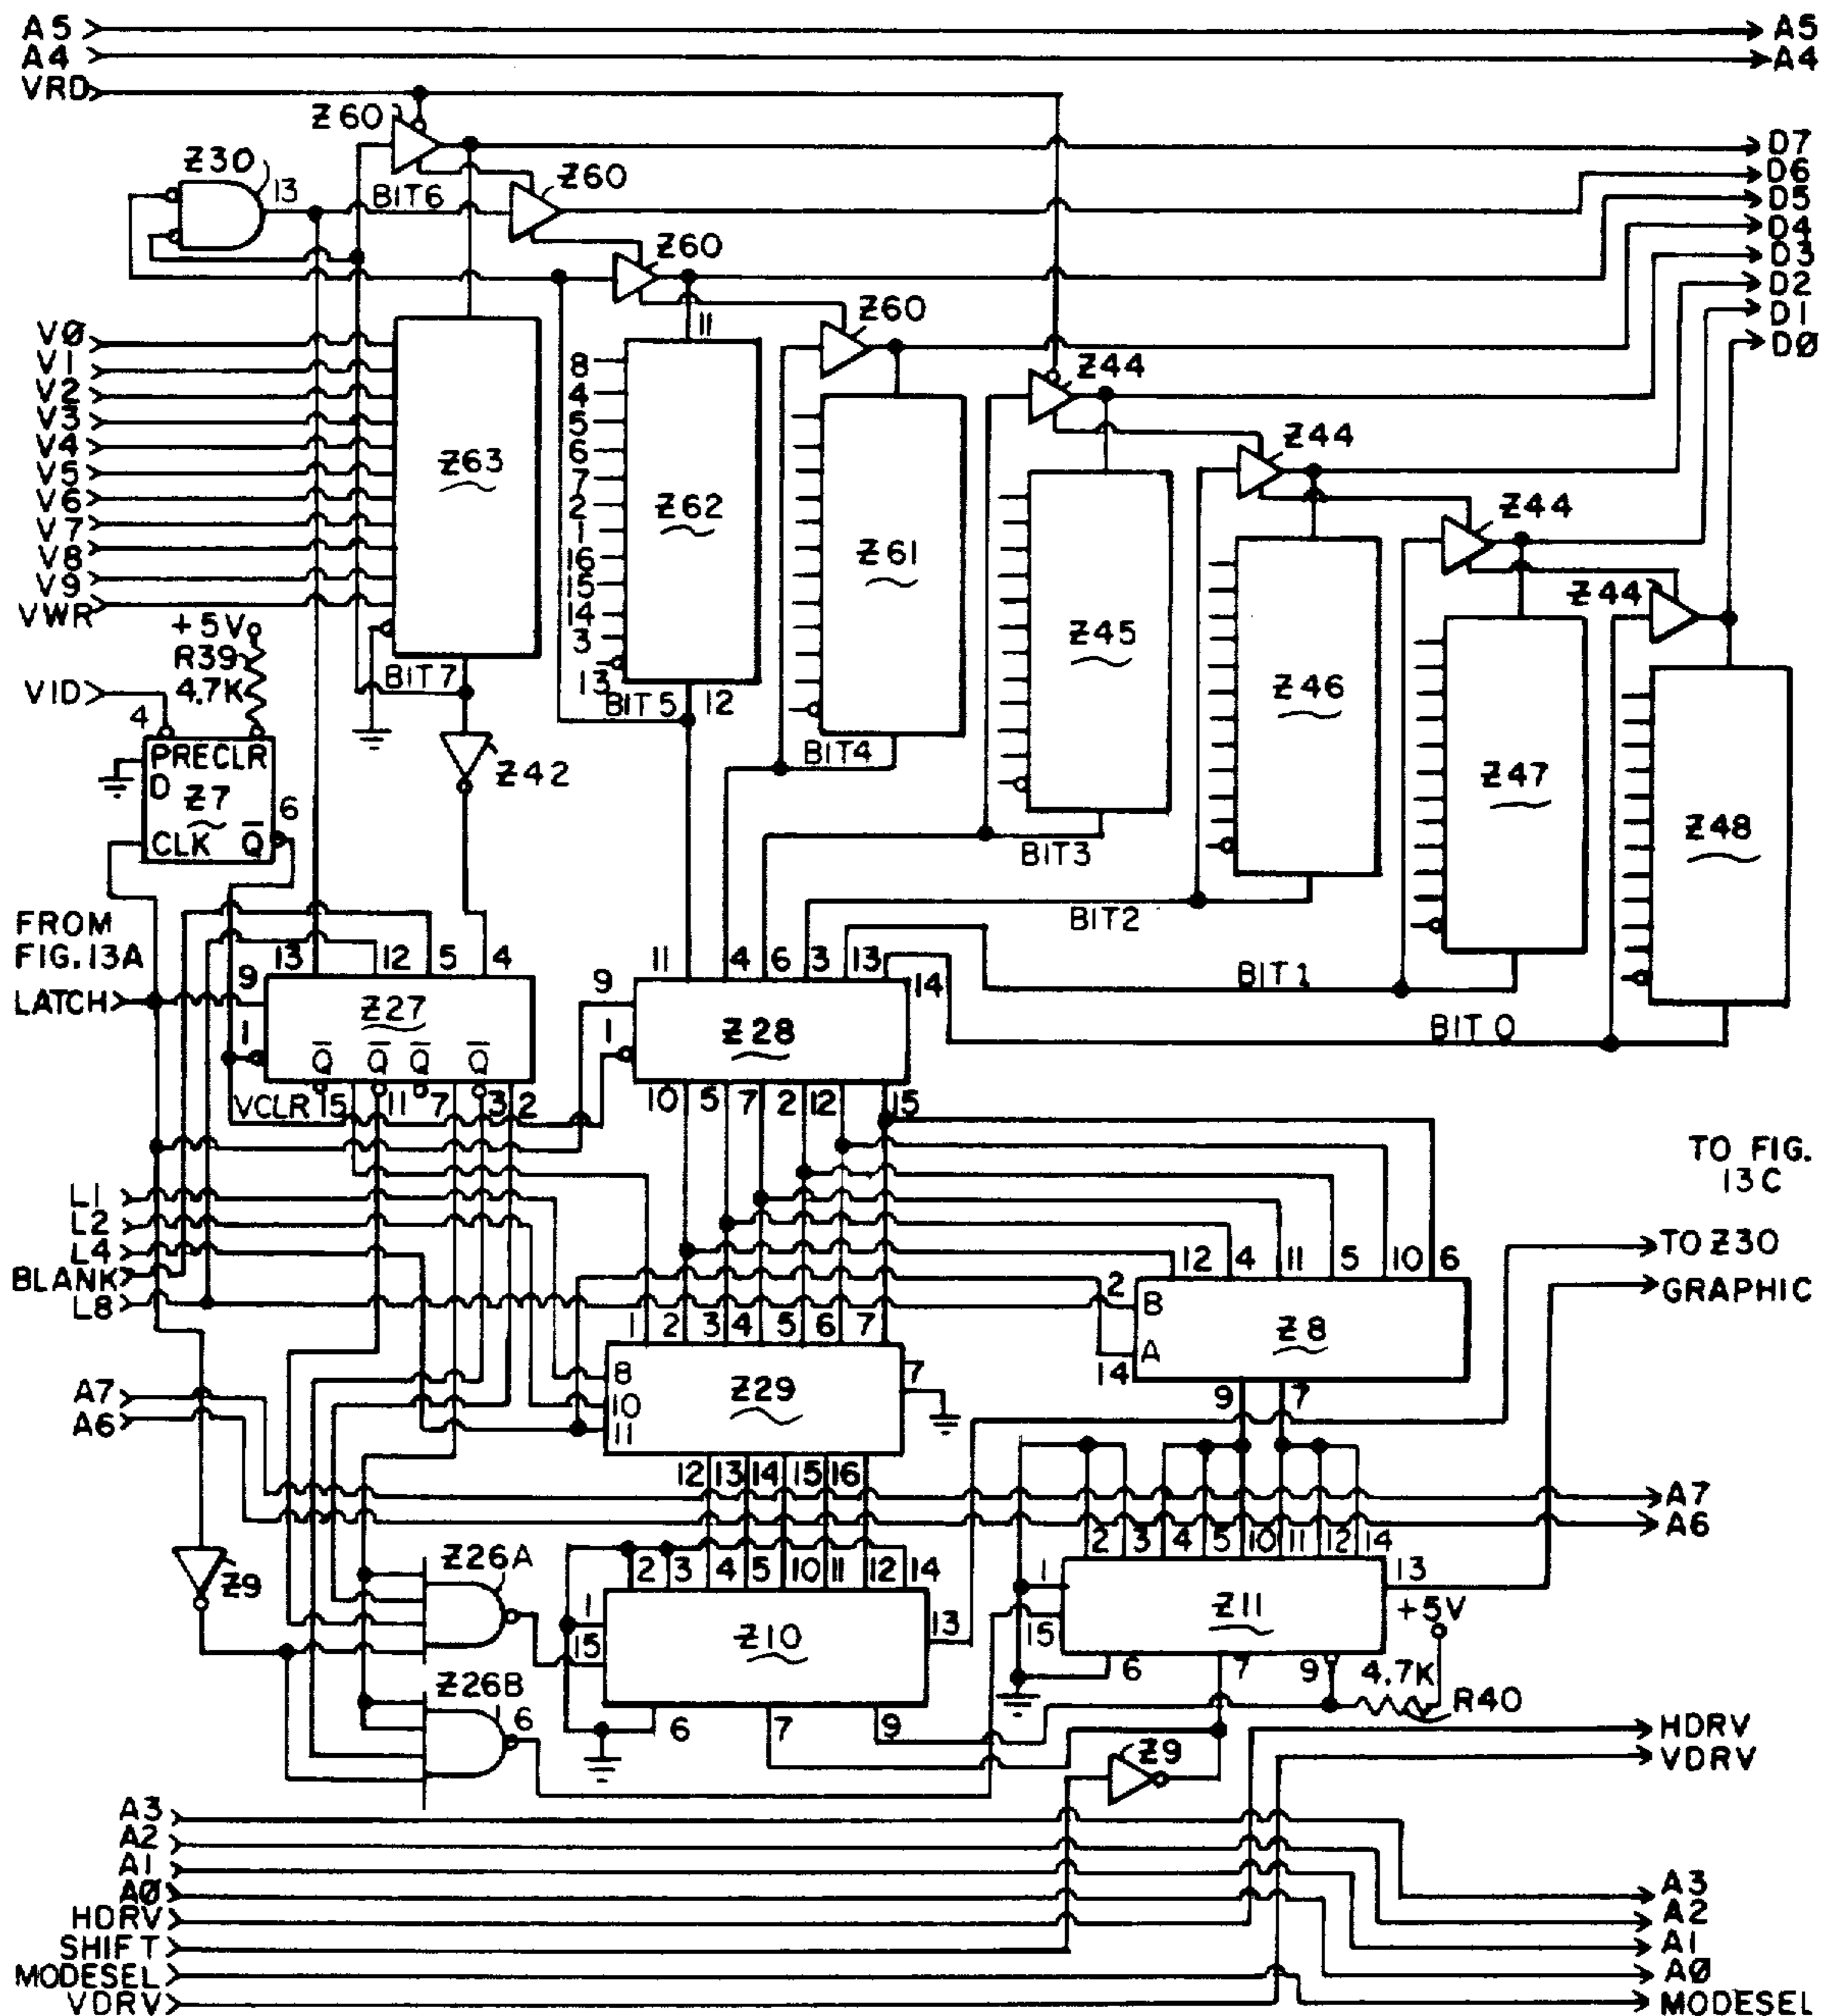 A5 A5
A4 A4
VRD
Z60
D7
Z30
13
Z60
D6
BIT6
D5
Z60
D4
D3
Z60
D2
11
D1
VØ
DØ
V1
8
Z44
V2
4
V3
5
V4
6
Z44
V5
Z63
7
V6
2
Z62
V7
1
Z44
V8
16
Z61
V9
15
Z44
VWR
14
+5V
3
Z45
R39
13
VID
4.7K
BIT7
BIT5
12
Z46
4
PRECLR
BIT4
D
Z42
Z47
Z7
6
CLK Q
Z48
BIT3
FROM
FIG.13A
BIT2
9
13
12
5
4
9
11
4
6
3
13
14
LATCH
BIT1
1
Z27
1
Z28
BIT 0
Q Q Q Q
VCLR
15
11
7
3
2
10
5
7
2
12
15
TO FIG.
13C
L1
L2
L4
12
4
11
5
10
6
TO Z30
BLANK
2
B
GRAPHIC
L8
1
2
3
4
5
6
7
Z8
A
14
A7
8
7
9
7
10
Z29
A6
11
12
13
14
15
16
A7
A6
Z26A
2
3
4
5
10
11
12
14
2
3
4
5
10
11
12
14
Z9
1
1
13
+5V
15
Z10
13
15
Z11
Z26B
6
6
7
9
4.7K
R40
6
7
9
HDRV
Z9
VDRV
A3
A2
A1
AØ
A3
HDRV
A2
SHIFT
A1
MODESEL
AØ
VDRV
MODESEL